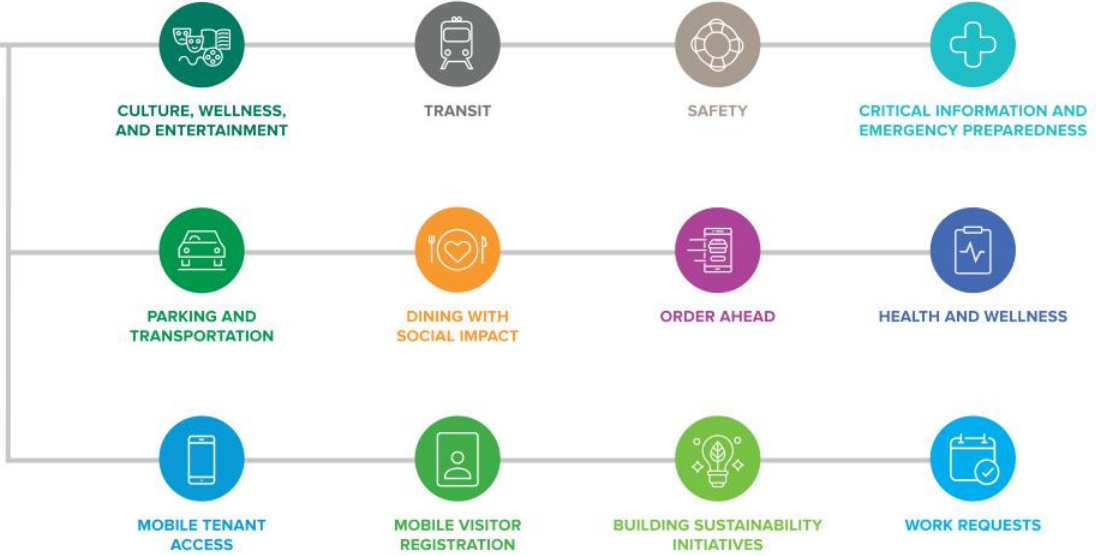 CULTURE, WELLNESS,
AND ENTERTAINMENT
TRANSIT
SAFETY
CRITICAL INFORMATION AND
EMERGENCY PREPAREDNESS
PARKING AND
TRANSPORTATION
DINING WITH
SOCIAL IMPACT
ORDER AHEAD
HEALTH AND WELLNESS
MOBILE TENANT
ACCESS
MOBILE VISITOR
REGISTRATION
BUILDING SUSTAINABILITY
INITIATIVES
WORK REQUESTS